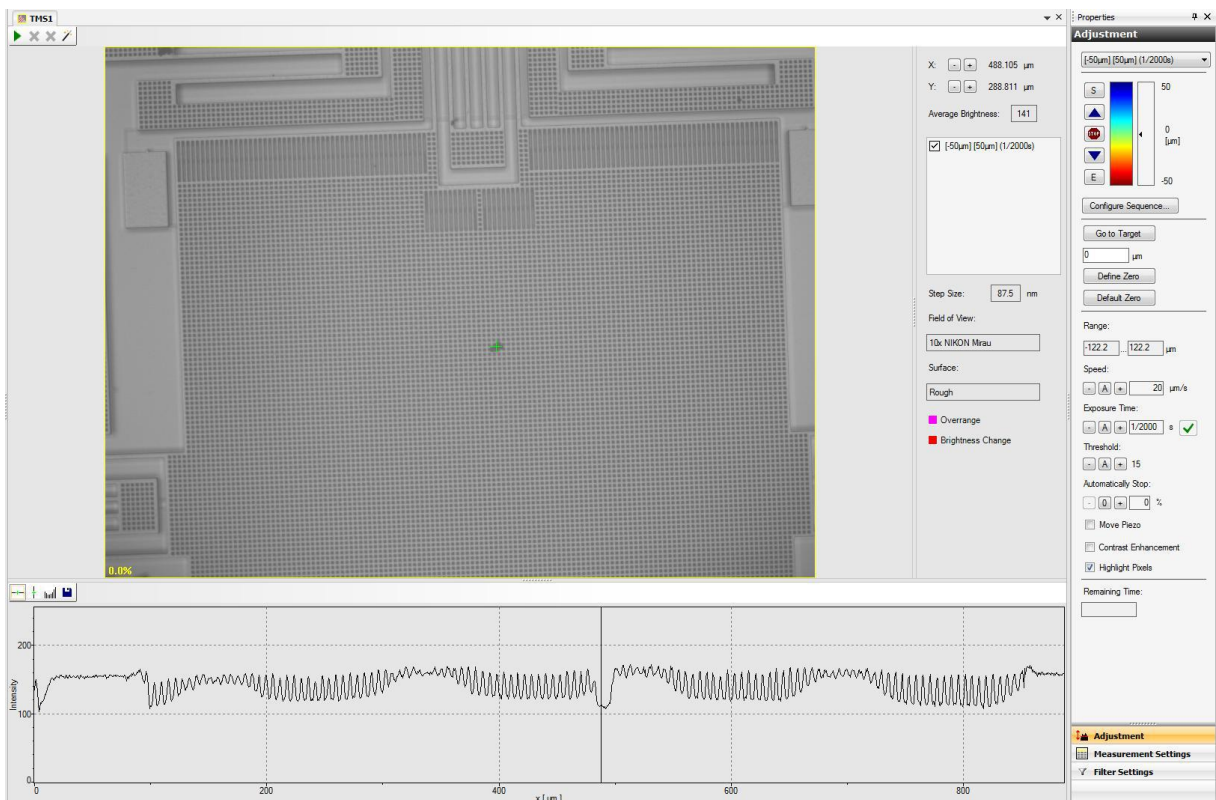 TMS1
0.0%
X: - + 488.105 µm
Y: - + 288.811 µm
Average Brightness: 141
[-50µm] [50µm] (1/2000s)
Step Size: 87.5 nm
Field of View:
10x NIKON Mirau
Surface:
Rough
Overrange
Brightness Change
Intensity
200
100
0
0 200 400 600 800
x [ µm ]
Properties
Adjustment
[-50µm] [50µm] (1/2000s)
S
50
STOP
0
[µm]
E
-50
Configure Sequence...
Go to Target
0 µm
Define Zero
Default Zero
Range:
-122.2 ... 122.2 µm
Speed:
- A + 20 µm/s
Exposure Time:
- A + 1/2000 s
Threshold:
- A + 15
Automatically Stop:
- 0 + 0 %
Move Piezo
Contrast Enhancement
Highlight Pixels
Remaining Time:
Adjustment
Measurement Settings
Filter Settings